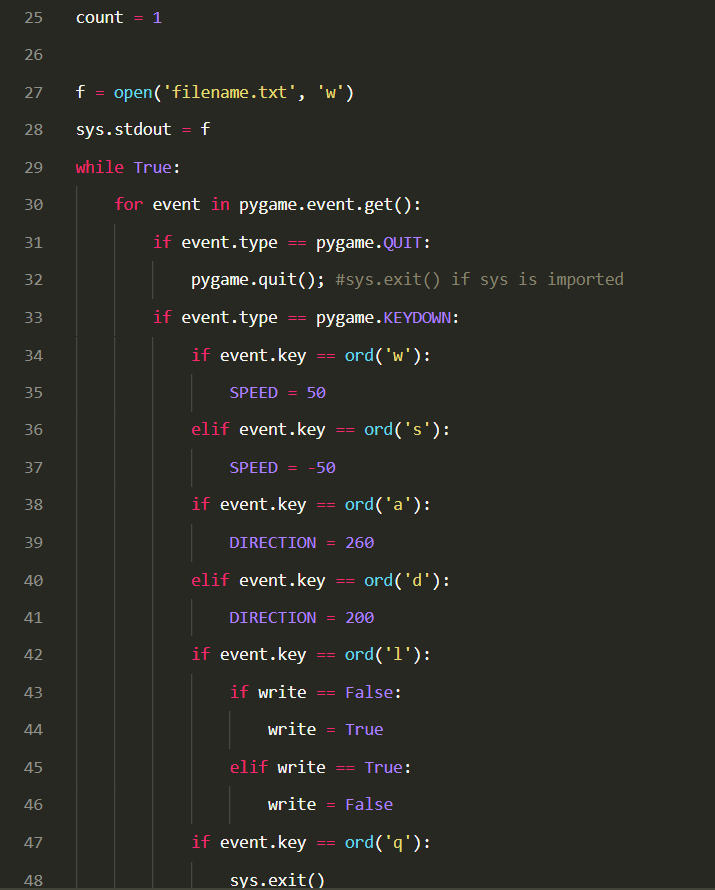 25 count = 1
26
27 f = open('filename.txt', 'w')
28 sys.stdout = f
29 while True:
30     for event in pygame.event.get():
31         if event.type == pygame.QUIT:
32             pygame.quit(); #sys.exit() if sys is imported
33         if event.type == pygame.KEYDOWN:
34             if event.key == ord('w'):
35                 SPEED = 50
36             elif event.key == ord('s'):
37                 SPEED = -50
38             if event.key == ord('a'):
39                 DIRECTION = 260
40             elif event.key == ord('d'):
41                 DIRECTION = 200
42             if event.key == ord('l'):
43                 if write == False:
44                     write = True
45                 elif write == True:
46                     write = False
47             if event.key == ord('q'):
48                 sys.exit()